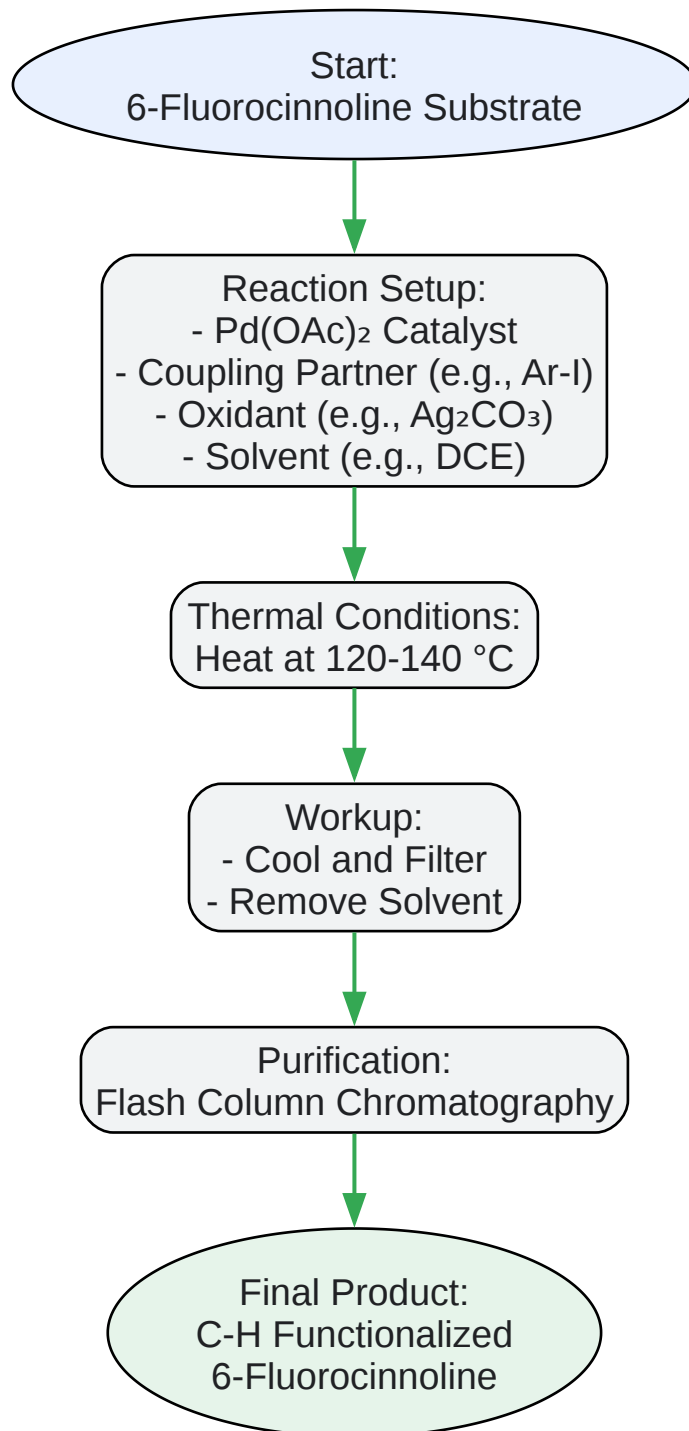 Start:
6-Fluorocinnoline Substrate
Reaction Setup:
- Pd(OAc)₂ Catalyst
- Coupling Partner (e.g., Ar-I)
- Oxidant (e.g., Ag₂CO₃)
- Solvent (e.g., DCE)
Thermal Conditions:
Heat at 120-140 °C
Workup:
- Cool and Filter
- Remove Solvent
Purification:
Flash Column Chromatography
Final Product:
C-H Functionalized
6-Fluorocinnoline